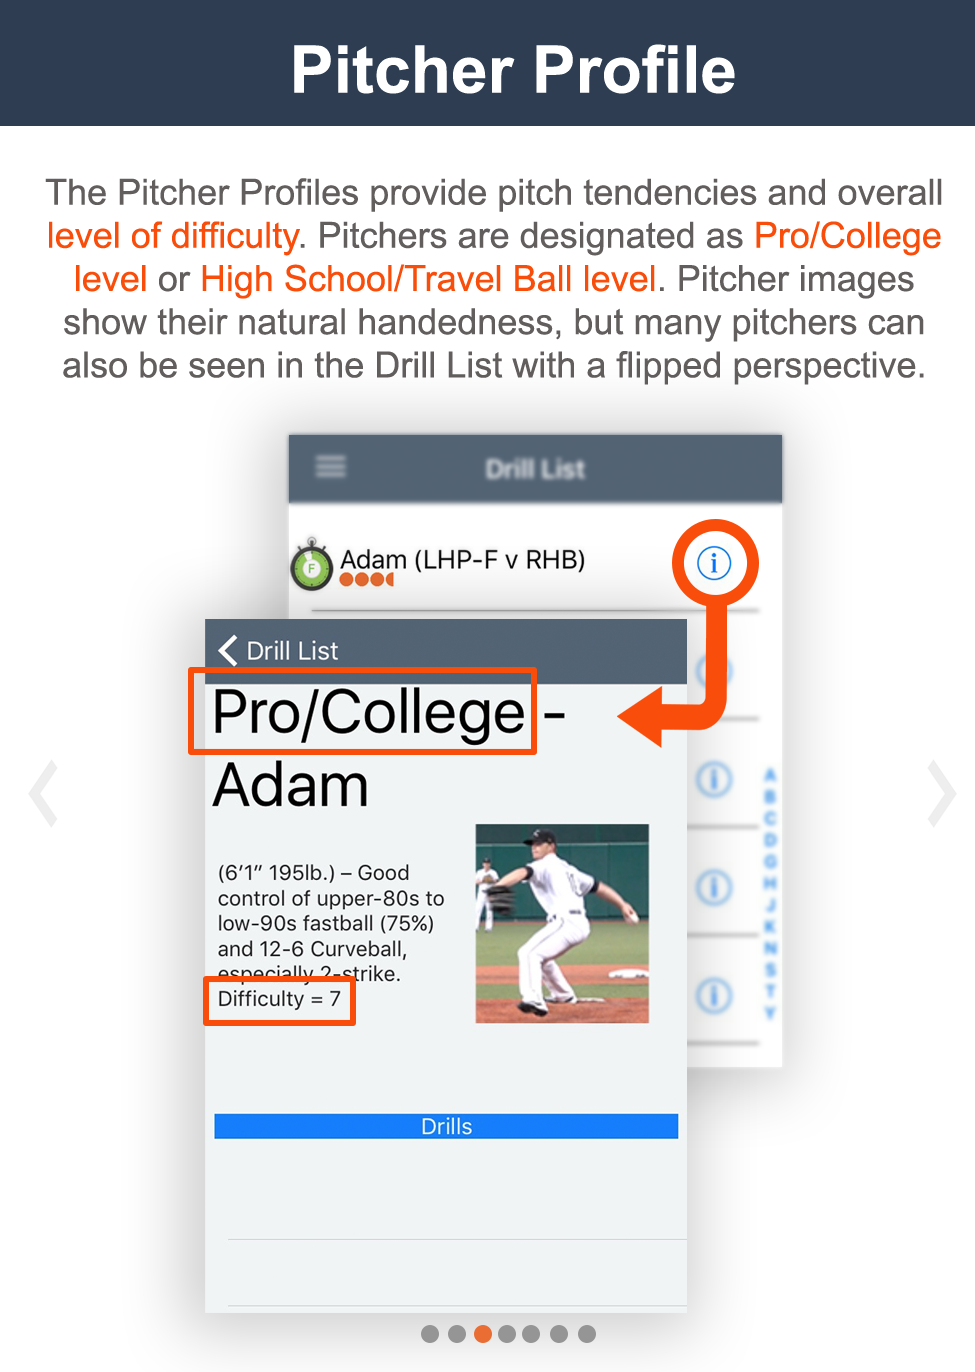 Pitcher Profile
The Pitcher Profiles provide pitch tendencies and overall
level of difficulty. Pitchers are designated as Pro/College
level or High School/Travel Ball level. Pitcher images
show their natural handedness, but many pitchers can
also be seen in the Drill List with a flipped perspective.
Drill List
F
Adam (LHP-F v RHB)
i
Drill List
Pro/College -
Adam
(6’1” 195lb.) – Good
control of upper-80s to
low-90s fastball (75%)
and 12-6 Curveball,
especially 2-strike.
Difficulty = 7
Drills
i
i
i
A
B
C
D
G
H
J
K
N
S
T
Y